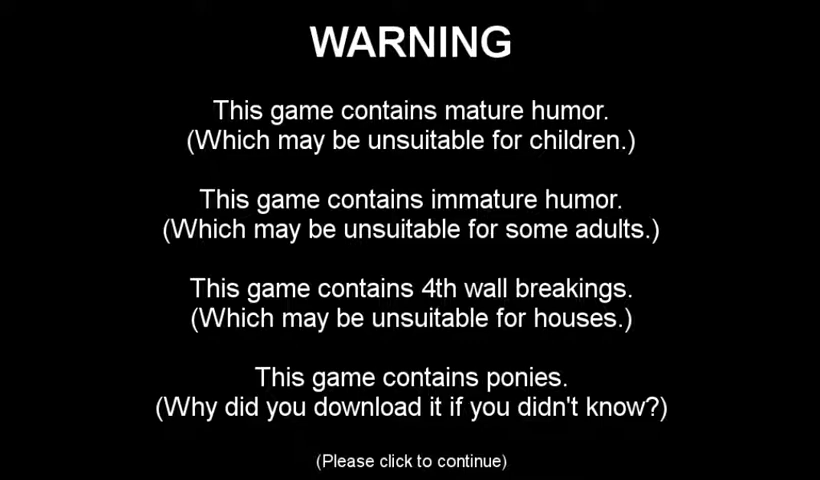 WARNING
This game contains mature humor.
(Which may be unsuitable for children.)
This game contains immature humor.
(Which may be unsuitable for some adults.)
This game contains 4th wall breakings.
(Which may be unsuitable for houses.)
This game contains ponies.
(Why did you download it if you didn't know?)
(Please click to continue)